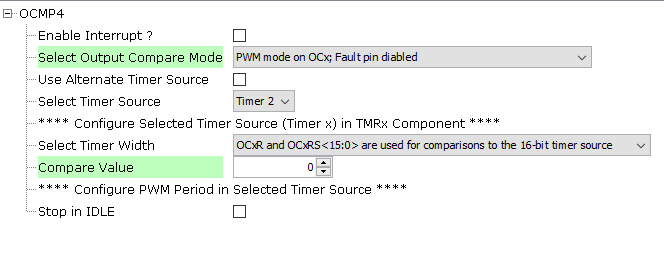 OCMP4
Enable Interrupt ?
Select Output Compare Mode PWM mode on OCx; Fault pin diabled
Use Alternate Timer Source
Select Timer Source Timer 2
**** Configure Selected Timer Source (Timer x) in TMRx Component ****
Select Timer Width OCxR and OCxRS<15:0> are used for comparisons to the 16-bit timer source
Compare Value 0
**** Configure PWM Period in Selected Timer Source ****
Stop in IDLE